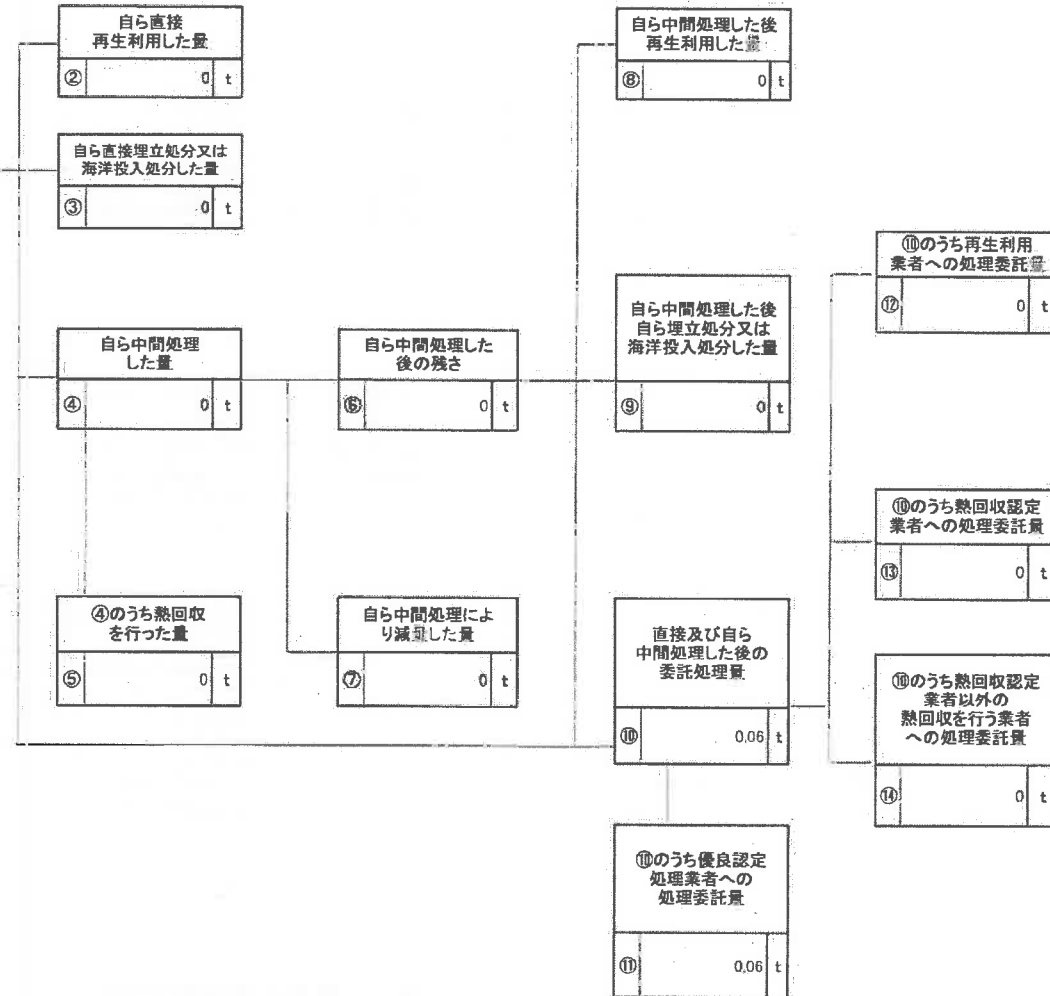 自ら直接
再生利用した量
② 0 t
自ら直接埋立処分又は
海洋投入処分した量
③ 0 t
自ら中間処理
した量
④ 0 t
④のうち熱回収
を行った量
⑤ 0 t
自ら中間処理した
後の残さ
⑥ 0 t
自ら中間処理によ
り減量した量
⑦ 0 t
自ら中間処理した後
再生利用した量
⑧ 0 t
自ら中間処理した後
自ら埋立処分又は
海洋投入処分した量
⑨ 0 t
直接及び自ら
中間処理した後の
委託処理量
⑩ 0.06 t
⑩のうち優良認定
処理業者への
処理委託量
⑪ 0.06 t
⑩のうち再生利用
業者への処理委託量
⑫ 0 t
⑩のうち熱回収認定
業者への処理委託量
⑬ 0 t
⑩のうち熱回収認定
業者以外の
熱回収を行う業者
への処理委託量
⑭ 0 t